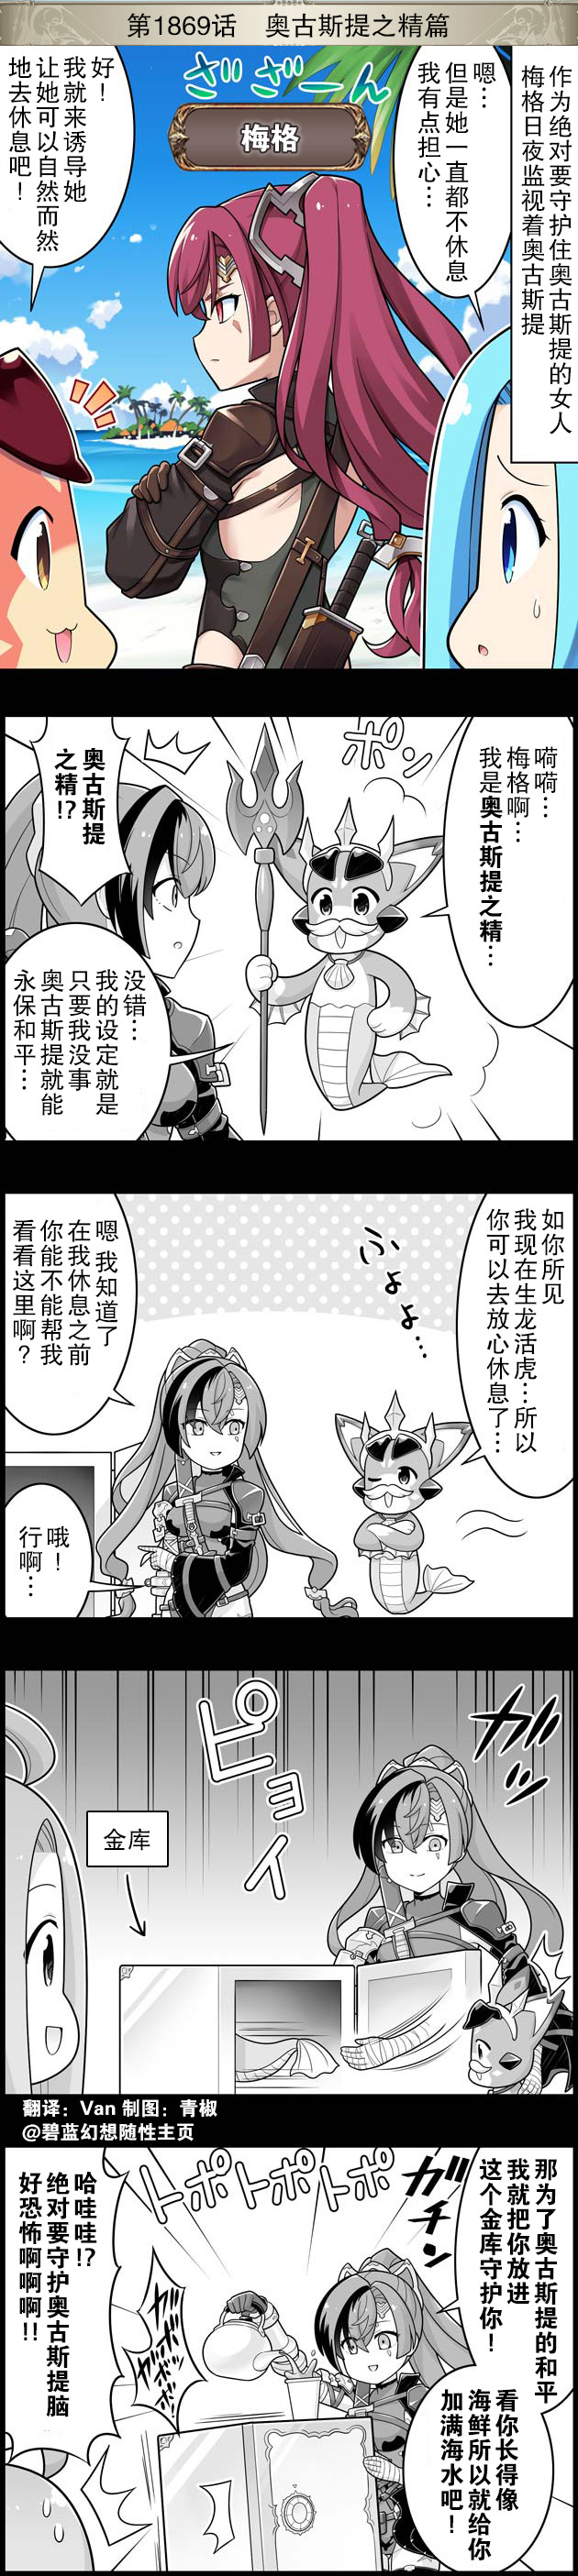 第1869话　奥古斯提之精篇
作为绝对要守护住奥古斯提的女人
梅格日夜监视着奥古斯提
嗯…
但是她一直都不休息
我有点担心…
ざざーん
梅格
好！
我就来诱导她
让她可以自然而然
地去休息吧！
嗬嗬…
梅格啊…
我是奥古斯提之精…
ポンッ
奥古斯提
之精!?
没错…
我的设定就是
只要我没事
奥古斯提就能
永保和平…
如你所见
我现在生龙活虎…所以
你可以去放心休息了…
ふよふよ…
嗯 我知道了
在我休息之前
你能不能帮我
看看这里啊？
哦！
行啊…
ガッ
ピョイ
金库
翻译：Van 制图：青椒
@碧蓝幻想随性主页
那为了奥古斯提的和平
我就把你放进
这个金库守护你！
ガチン
トポトポトポトポ
看你长得像
海鲜所以就给你
加满海水吧！
哈哇哇!?
绝对要守护奥古斯提脑
好恐怖啊啊啊!!